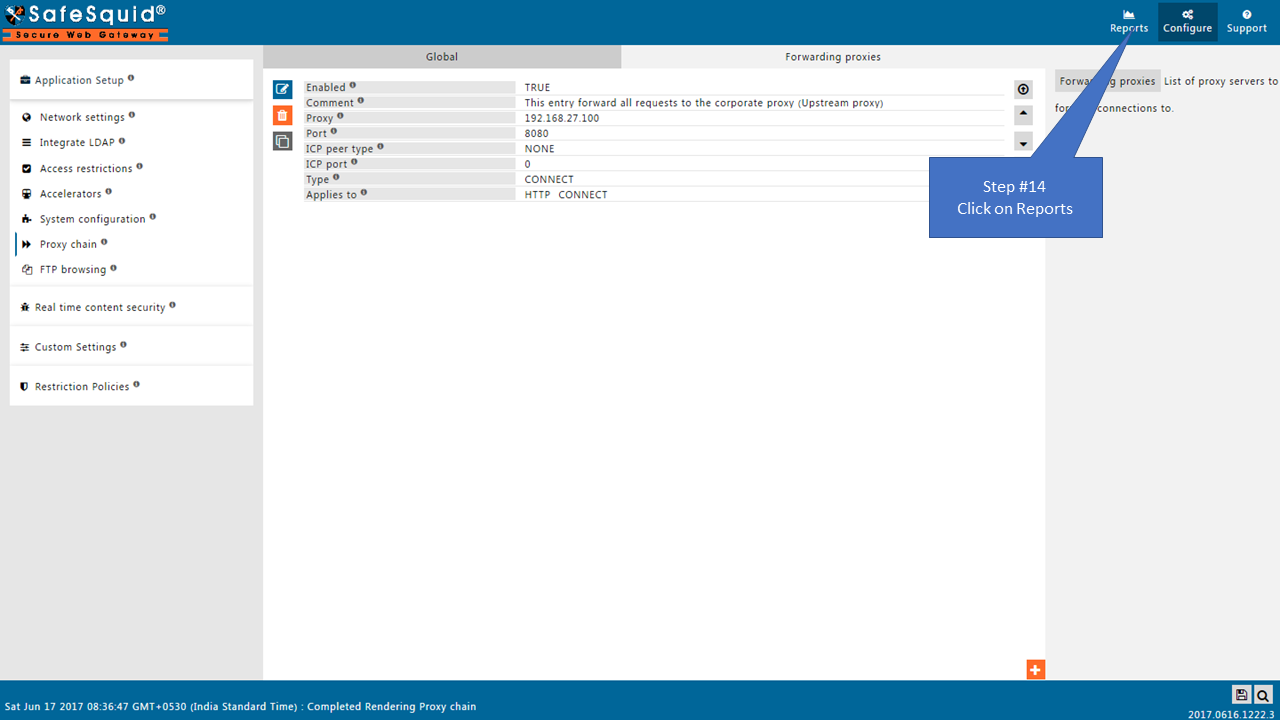 SafeSquid®
Secure Web Gateway
Reports
Configure
Support
Application Setup
Network settings
Integrate LDAP
Access restrictions
Accelerators
System configuration
Proxy chain
FTP browsing
Real time content security
Custom Settings
Restriction Policies
Global
Forwarding proxies
Enabled TRUE
Comment This entry forward all requests to the corporate proxy (Upstream proxy)
Proxy 192.168.27.100
Port 8080
ICP peer type NONE
ICP port 0
Type CONNECT
Applies to HTTP CONNECT
Forwarding proxies List of proxy servers to
connections to.
Step #14
Click on Reports
Sat Jun 17 2017 08:36:47 GMT+0530 (India Standard Time) : Completed Rendering Proxy chain
2017.0616.1222.3